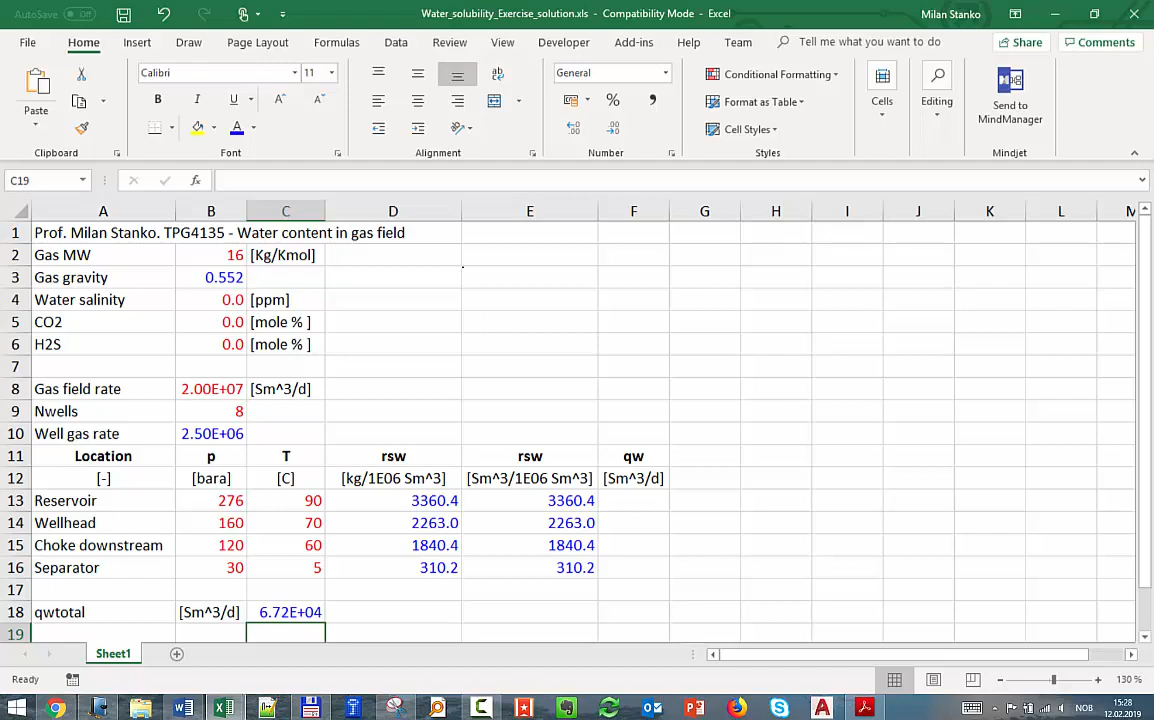 AutoSave Off
Water_solubility_Exercise_solution.xls - Compatibility Mode - Excel
Milan Stanko
File Home Insert Draw Page Layout Formulas Data Review View Developer Add-ins Help Team Tell me what you want to do Share Comments
Paste
Calibri 11
B I U A A
A
General
% ,
Conditional Formatting
Format as Table
Cell Styles
Cells
Editing
Send to MindManager
Clipboard Font Alignment Number Styles Mindjet
C19 fx
A B C D E F G H I J K L M
1 Prof. Milan Stanko. TPG4135 - Water content in gas field
2 Gas MW 16 [Kg/Kmol]
3 Gas gravity 0.552
4 Water salinity 0.0 [ppm]
5 CO2 0.0 [mole % ]
6 H2S 0.0 [mole % ]
7
8 Gas field rate 2.00E+07 [Sm^3/d]
9 Nwells 8
10 Well gas rate 2.50E+06
11 Location p T rsw rsw qw
12 [-] [bara] [C] [kg/1E06 Sm^3] [Sm^3/1E06 Sm^3] [Sm^3/d]
13 Reservoir 276 90 3360.4 3360.4
14 Wellhead 160 70 2263.0 2263.0
15 Choke downstream 120 60 1840.4 1840.4
16 Separator 30 5 310.2 310.2
17
18 qwtotal [Sm^3/d] 6.72E+04
19
Sheet1
Ready
130 %
NOB
15:28
12.02.2019